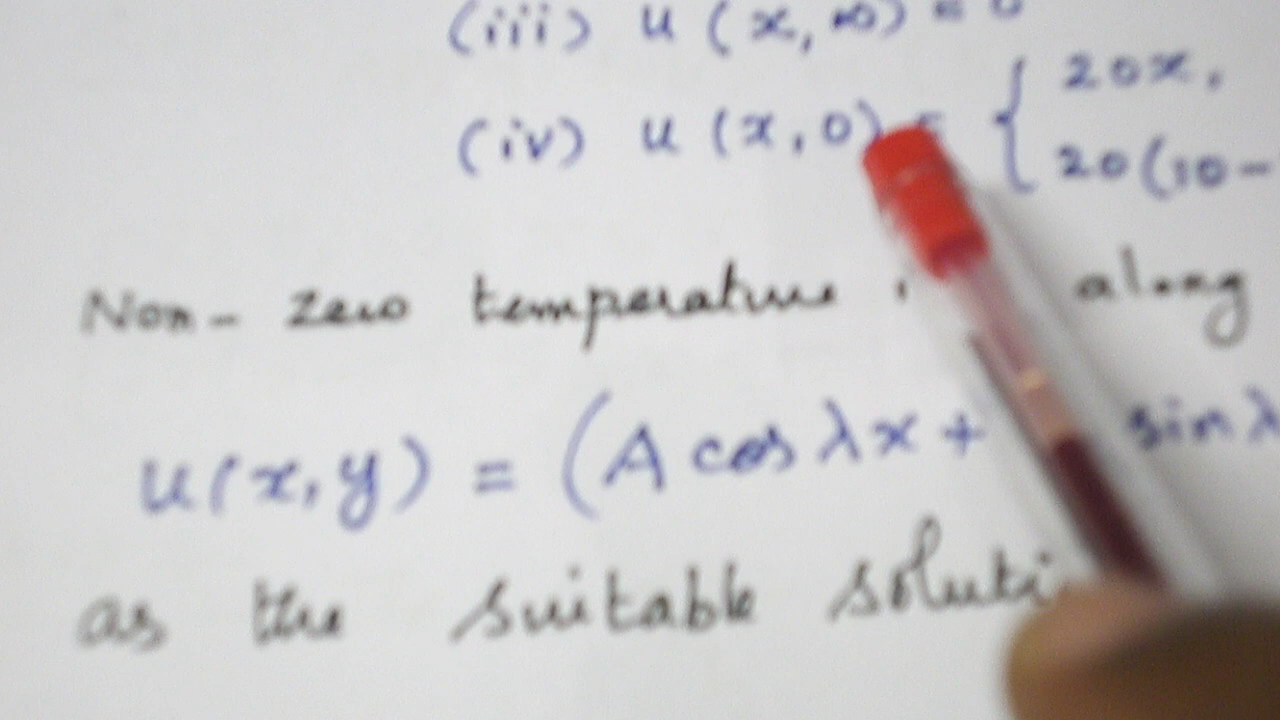 (iii) u (x, ∞) = 0
(iv) u (x, 0) = { 20x,
20(10-
Non-zero temperature along
u(x, y) = (A cos λx + sin λ
as the suitable soluti